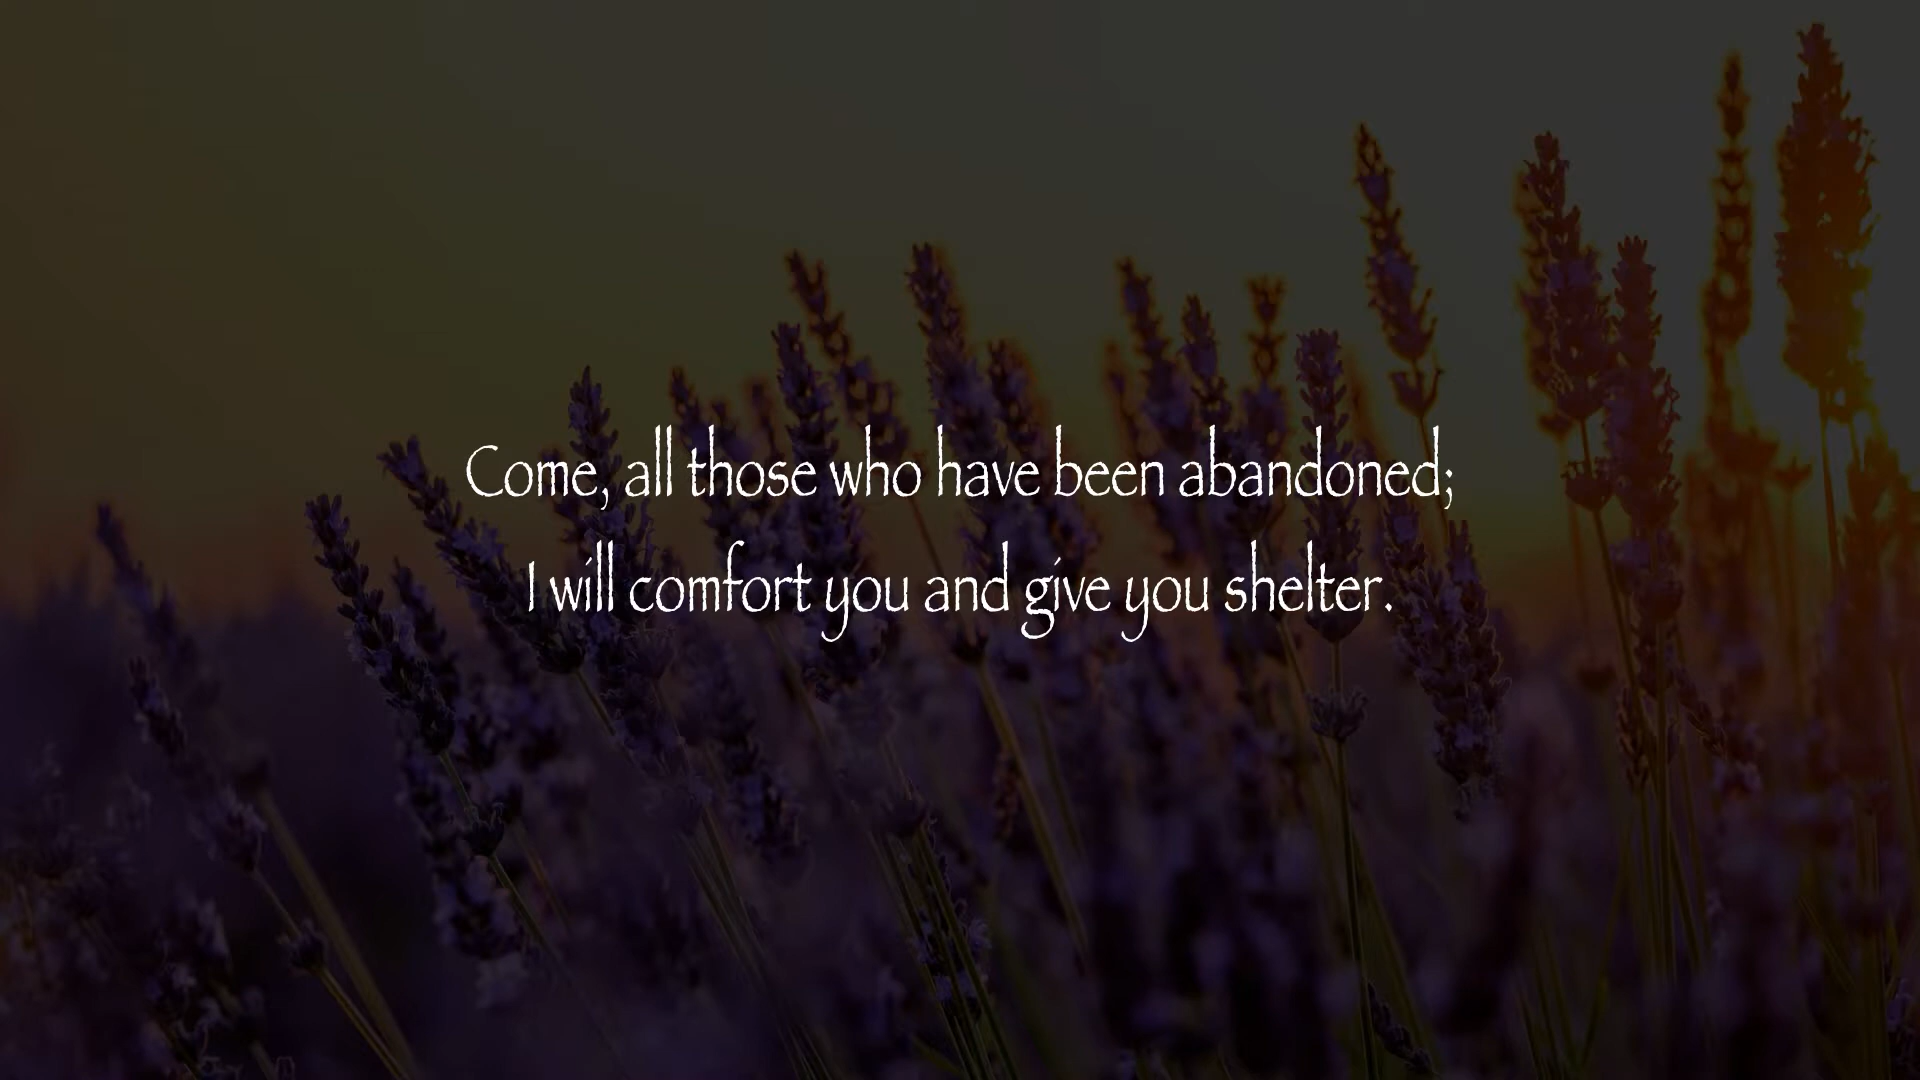 Come, all those who have been abandoned;
I will comfort you and give you shelter.